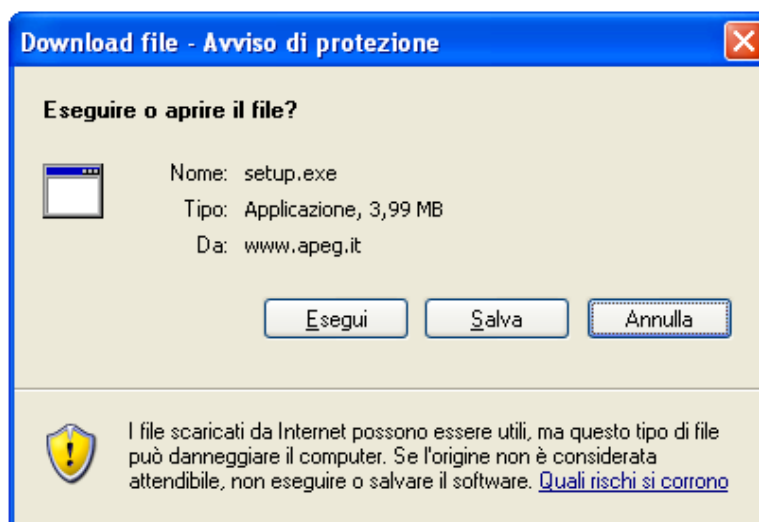 Download file - Avviso di protezione
Eseguire o aprire il file?
Nome: setup.exe
Tipo: Applicazione, 3,99 MB
Da: www.apeg.it
Esegui Salva Annulla
I file scaricati da Internet possono essere utili, ma questo tipo di file
può danneggiare il computer. Se l'origine non è considerata
attendibile, non eseguire o salvare il software. Quali rischi si corrono